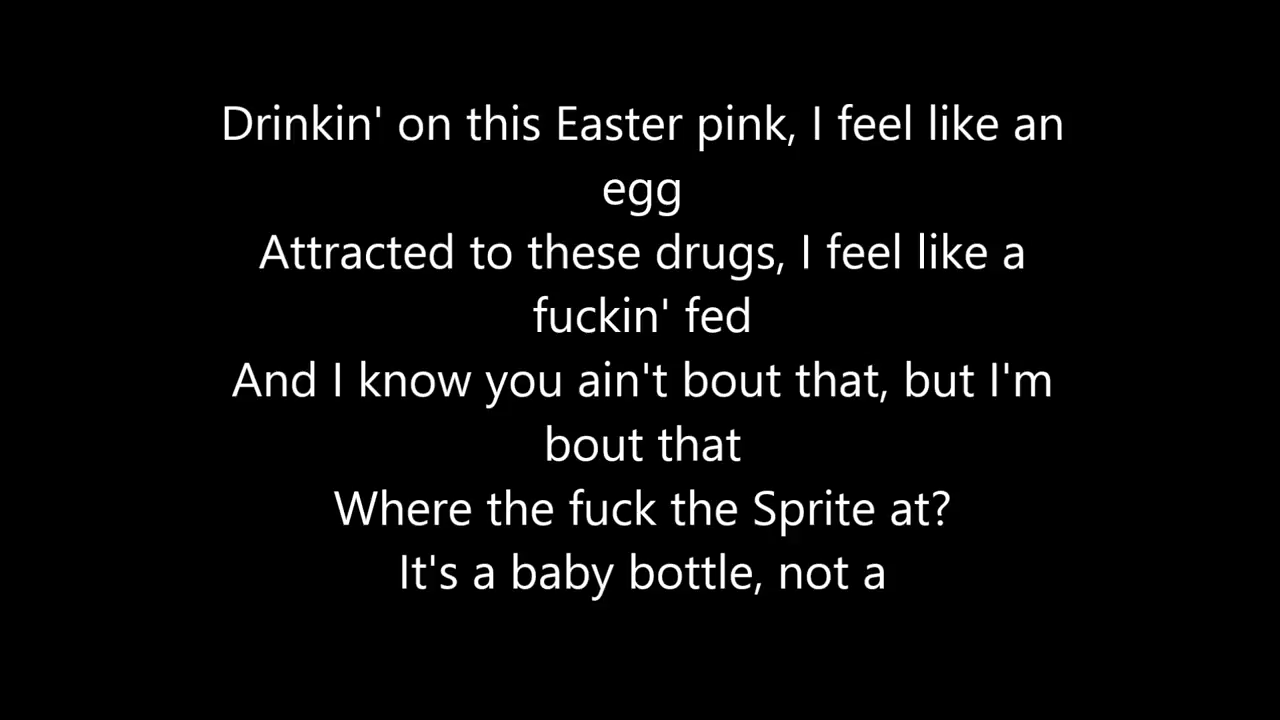 Drinkin' on this Easter pink, I feel like an
egg
Attracted to these drugs, I feel like a
fuckin' fed
And I know you ain't bout that, but I'm
bout that
Where the fuck the Sprite at?
It's a baby bottle, not a